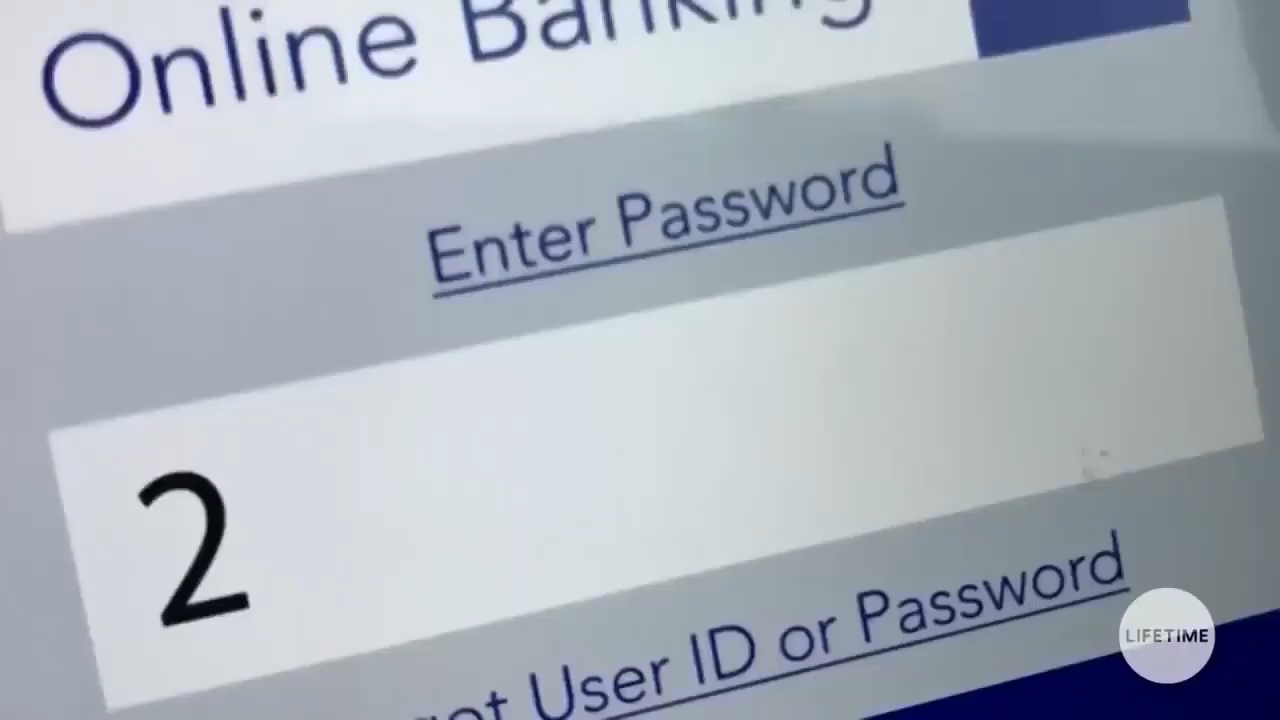 Online Banking
Enter Password
2
User ID or Password
LIFETIME